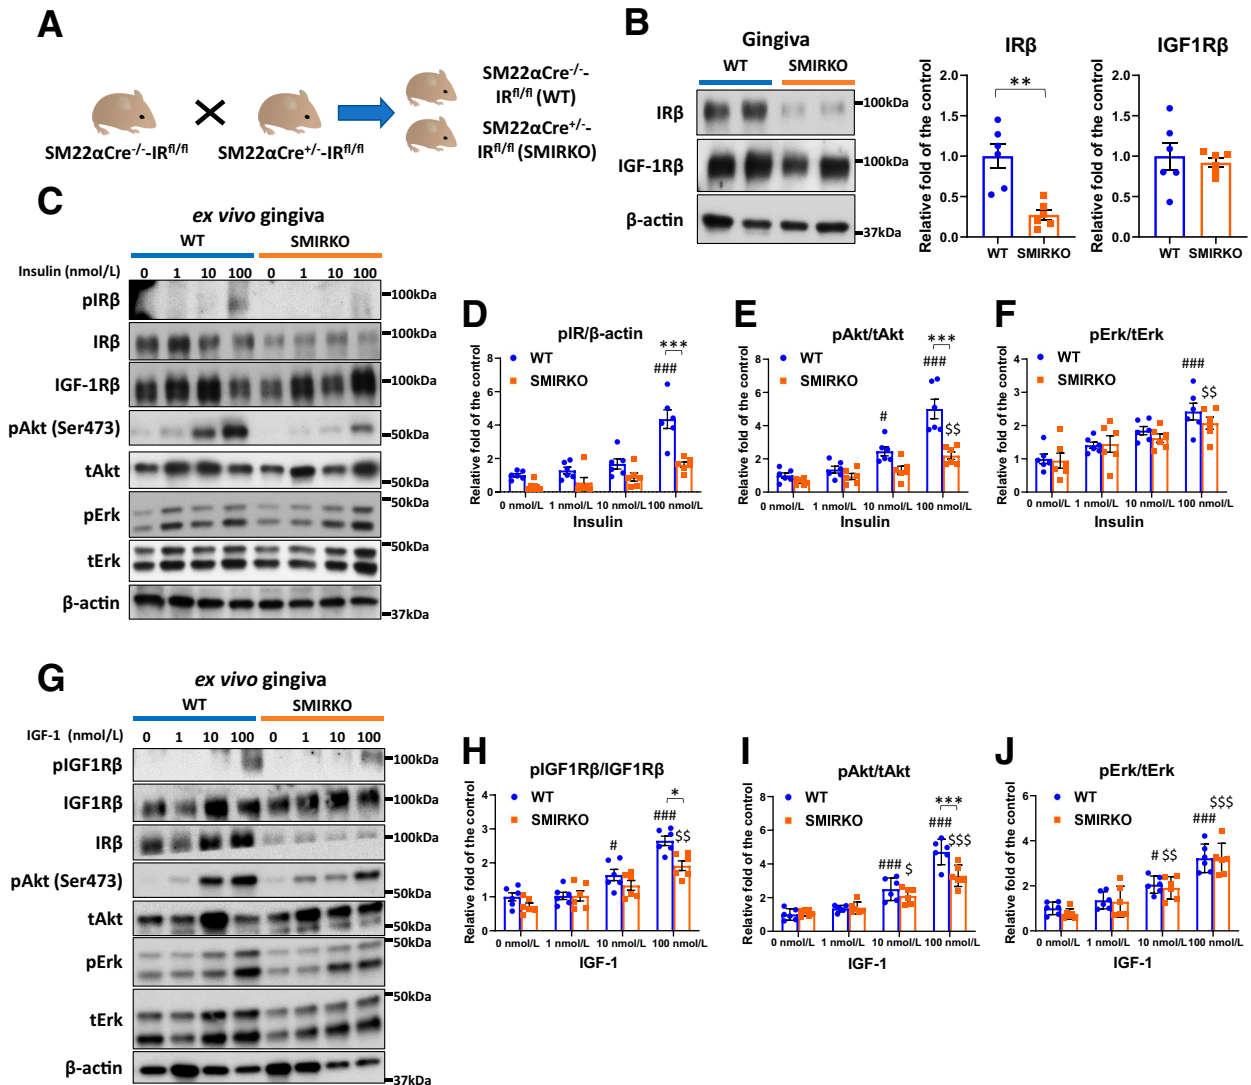 A
SM22αCre-/--IRfl/fl
SM22αCre+/--IRfl/fl
SM22αCre-/--
IRfl/fl (WT)
SM22αCre+/--
IRfl/fl (SMIRKO)
B
Gingiva
WT SMIRKO
IRβ
100kDa
IGF-1Rβ
100kDa
β-actin
37kDa
IRβ
Relative fold of the control
2.0
1.5
1.0
0.5
0.0
**
WT SMIRKO
IGF1Rβ
Relative fold of the control
2.0
1.5
1.0
0.5
0.0
WT SMIRKO
C
ex vivo gingiva
WT SMIRKO
Insulin (nmol/L) 0 1 10 100 0 1 10 100
pIRβ
100kDa
IRβ
100kDa
IGF-1Rβ
100kDa
pAkt (Ser473)
50kDa
tAkt
50kDa
pErk
50kDa
tErk
50kDa
β-actin
37kDa
D
pIR/β-actin
Relative fold of the control
8
6
4
2
0
WT
SMIRKO
***
###
0 nmol/L 1 nmol/L 10 nmol/L 100 nmol/L
Insulin
E
pAkt/tAkt
Relative fold of the control
8
6
4
2
0
WT
SMIRKO
***
###
#
$$
0 nmol/L 1 nmol/L 10 nmol/L 100 nmol/L
Insulin
F
pErk/tErk
Relative fold of the control
4
3
2
1
0
WT
SMIRKO
###
$$
0 nmol/L 1 nmol/L 10 nmol/L 100 nmol/L
Insulin
G
ex vivo gingiva
WT SMIRKO
IGF-1 (nmol/L) 0 1 10 100 0 1 10 100
pIGF1Rβ
100kDa
IGF1Rβ
100kDa
IRβ
100kDa
pAkt (Ser473)
50kDa
tAkt
50kDa
pErk
50kDa
tErk
50kDa
β-actin
37kDa
H
pIGF1Rβ/IGF1Rβ
Relative fold of the control
4
3
2
1
0
WT
SMIRKO
*
###
#
$$
0 nmol/L 1 nmol/L 10 nmol/L 100 nmol/L
IGF-1
I
pAkt/tAkt
Relative fold of the control
8
6
4
2
0
WT
SMIRKO
***
###
$$$
###
$
0 nmol/L 1 nmol/L 10 nmol/L 100 nmol/L
IGF-1
J
pErk/tErk
Relative fold of the control
6
4
2
0
WT
SMIRKO
$$$
###
# $$
0 nmol/L 1 nmol/L 10 nmol/L 100 nmol/L
IGF-1